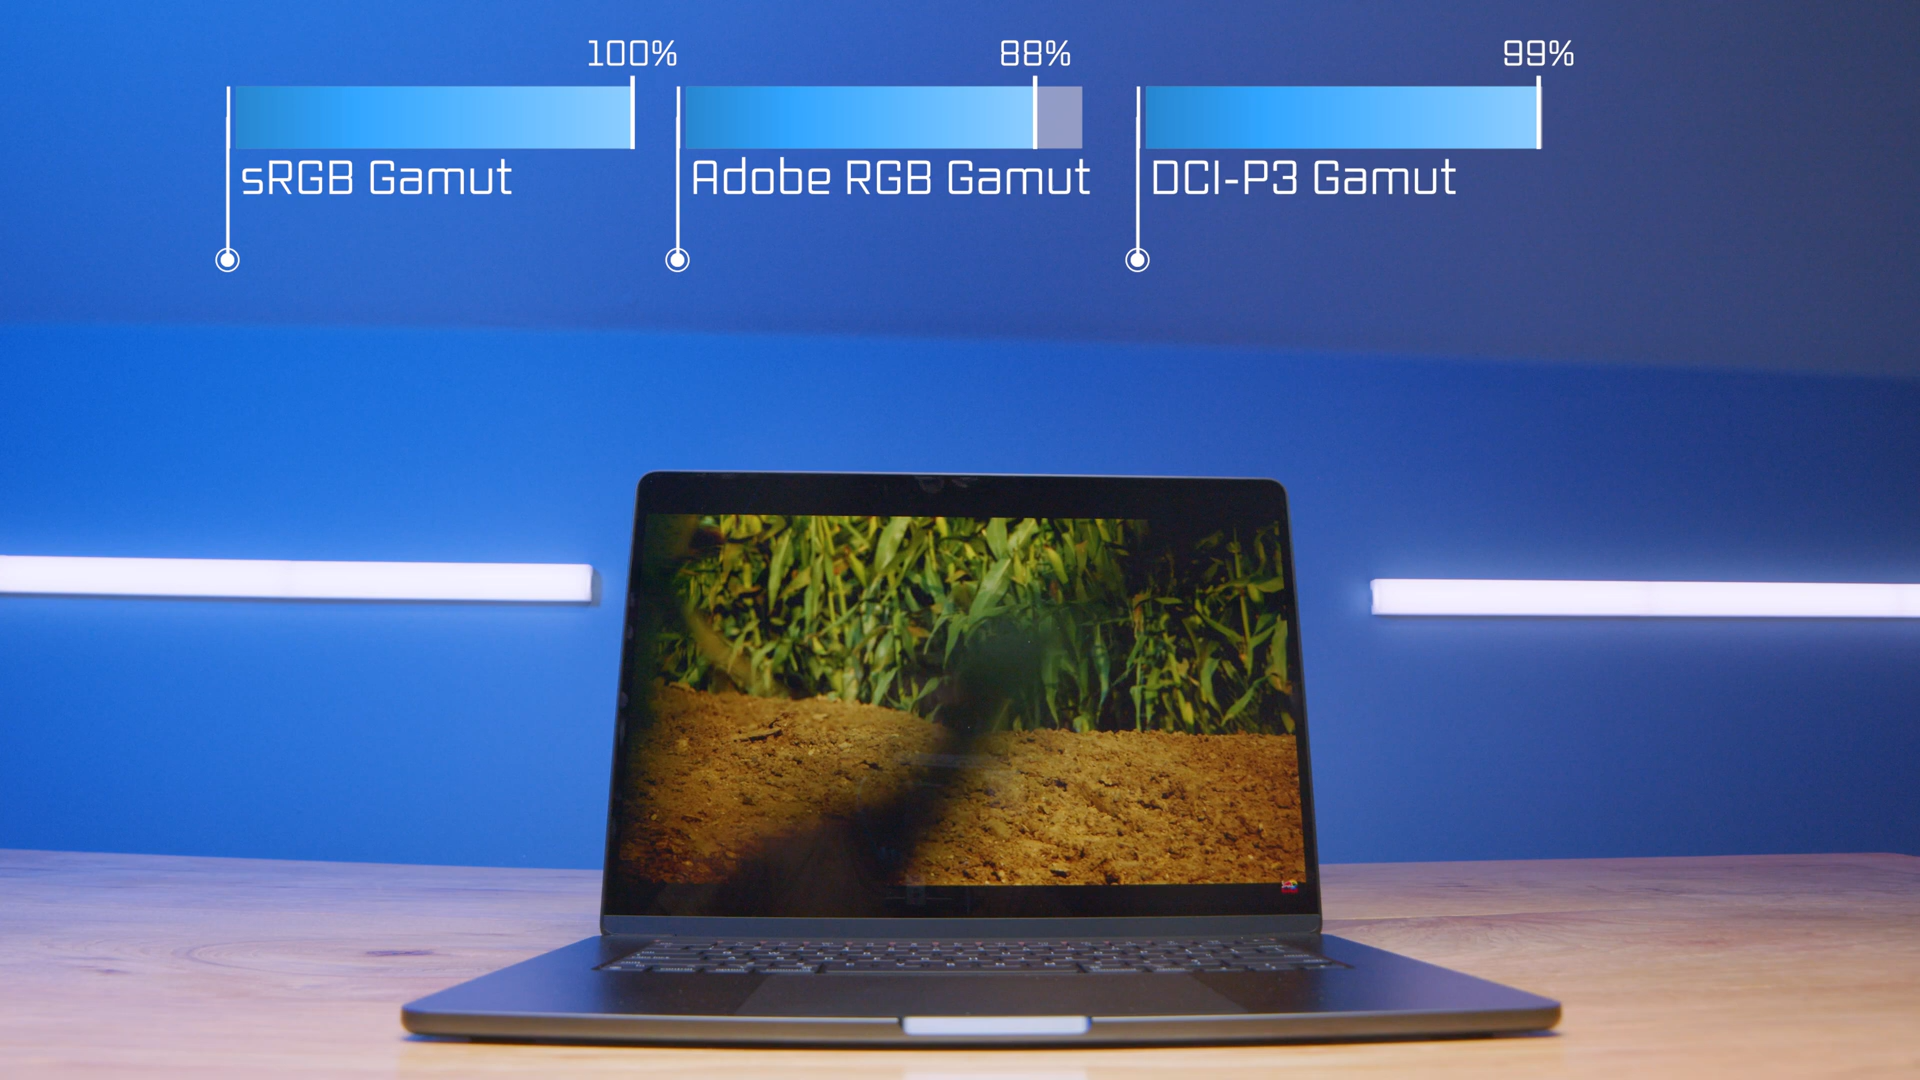 100%
88%
99%
sRGB Gamut
Adobe RGB Gamut
DCI-P3 Gamut